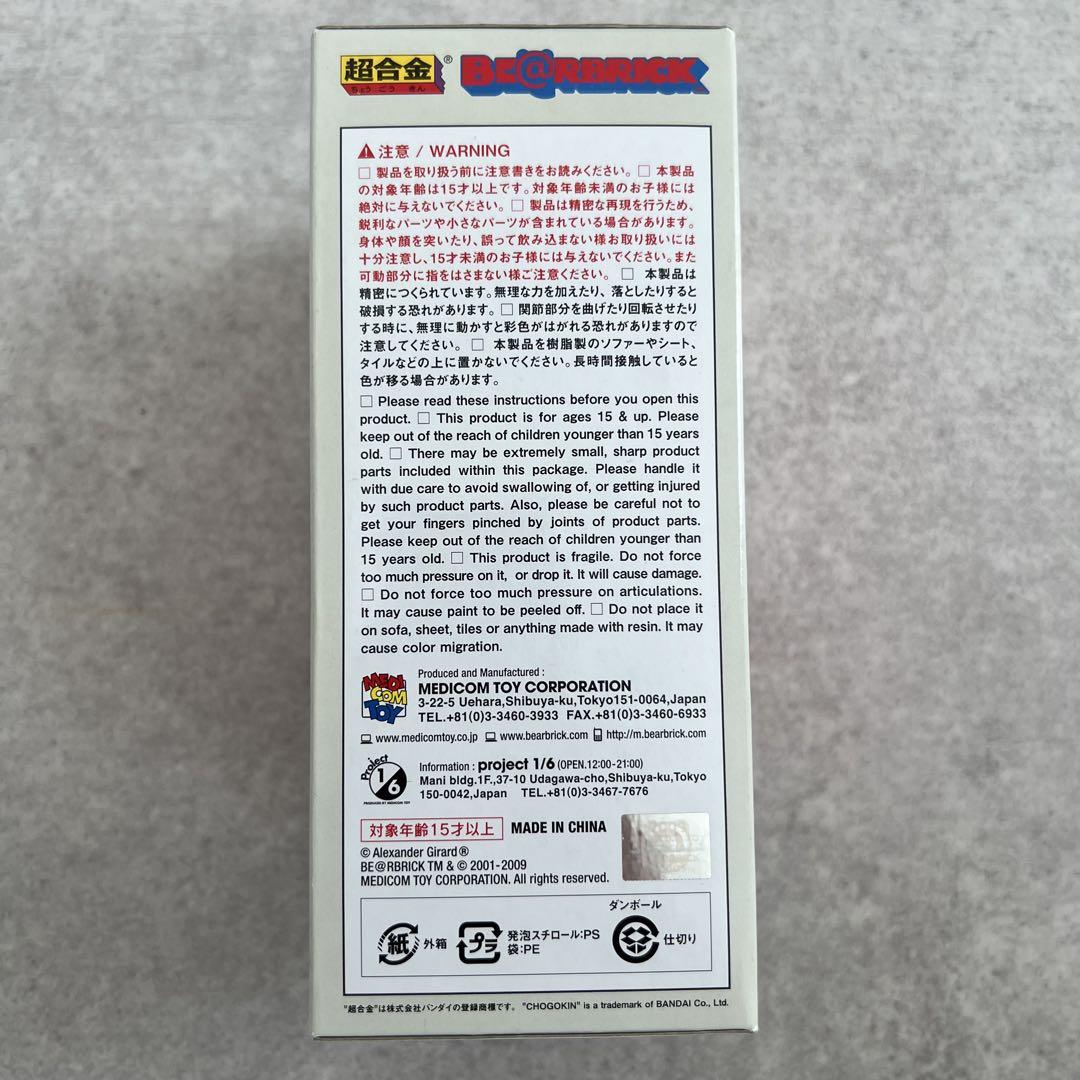 超合金® BE@RBRICK
ちょう ごう きん
注意 / WARNING
□ 製品を取り扱う前に注意書きをお読みください。□ 本製品
の対象年齢は15才以上です。対象年齢未満のお子様には
絶対に与えないでください。□ 製品は精密な再現を行うため、
鋭利なパーツや小さなパーツが含まれている場合があります。
身体や顔を突いたり、誤って飲み込まない様お取り扱いには
十分注意し、15才未満のお子様には与えないでください。また
可動部分に指をはさまない様ご注意ください。□ 本製品は
精密につくられています。無理な力を加えたり、落としたりすると
破損する恐れがあります。□ 関節部分を曲げたり回転させたり
する時に、無理に動かすと彩色がはがれる恐れがありますので
注意してください。□ 本製品を樹脂製のソファーやシート、
タイルなどの上に置かないでください。長時間接触していると
色が移る場合があります。
□ Please read these instructions before you open this
product. □ This product is for ages 15 & up. Please
keep out of the reach of children younger than 15 years
old. □ There may be extremely small, sharp product
parts included within this package. Please handle it
with due care to avoid swallowing of, or getting injured
by such product parts. Also, please be careful not to
get your fingers pinched by joints of product parts.
Please keep out of the reach of children younger than
15 years old. □ This product is fragile. Do not force
too much pressure on it, or drop it. It will cause damage.
□ Do not force too much pressure on articulations.
It may cause paint to be peeled off. □ Do not place it
on sofa, sheet, tiles or anything made with resin. It may
cause color migration.
MEDI COM TOY
Produced and Manufactured :
MEDICOM TOY CORPORATION
3-22-5 Uehara,Shibuya-ku,Tokyo151-0064,Japan
TEL.+81(0)3-3460-3933 FAX.+81(0)3-3460-6933
www.medicomtoy.co.jp www.bearbrick.com http://m.bearbrick.com
Project 1/6
PRODUCED BY MEDICOM TOY
Information : project 1/6 (OPEN.12:00-21:00)
Mani bldg.1F.,37-10 Udagawa-cho,Shibuya-ku,Tokyo
150-0042,Japan TEL.+81(0)3-3467-7676
対象年齢15才以上 MADE IN CHINA
© Alexander Girard®
BE@RBRICK TM & © 2001-2009
MEDICOM TOY CORPORATION. All rights reserved.
ダンボール
紙 外箱 プラ 発泡スチロール:PS
袋:PE
仕切り
"超合金"は株式会社バンダイの登録商標です。 "CHOGOKIN" is a trademark of BANDAI Co., Ltd.